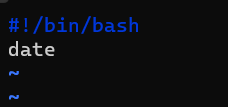 #!/bin/bash
date
~
~